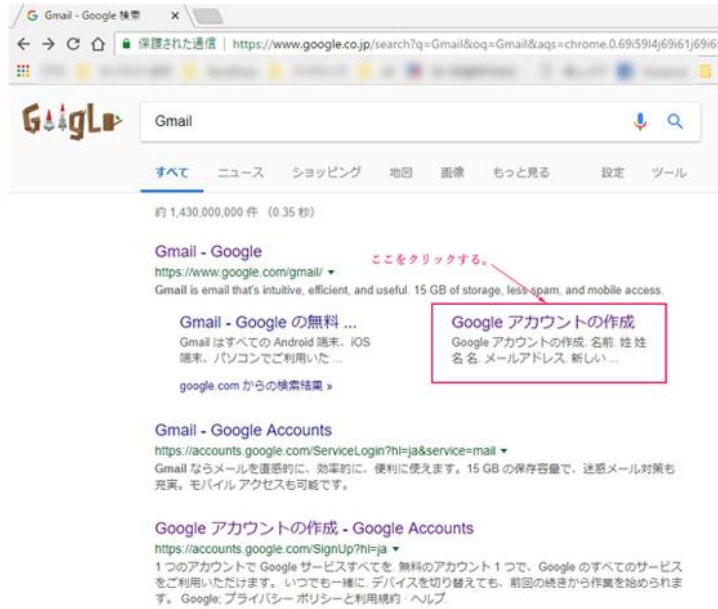 Gmail - Google 検索
保護された通信 | https://www.google.co.jp/search?q=Gmail&oq=Gmail&aqs=chrome.0.69i59l4j69i61j69i6
Google
Gmail
すべて ニュース ショッピング 地図 画像 もっと見る 設定 ツール
約 1,430,000,000 件 (0.35 秒)
Gmail - Google
ここをクリックする。
https://www.google.com/gmail/
Gmail is email that's intuitive, efficient, and useful. 15 GB of storage, less spam, and mobile access.
Gmail - Google の無料 ...
Gmail はすべての Android 端末、iOS
端末、パソコンでご利用いた ...
google.com からの検索結果 »
Google アカウントの作成
Google アカウントの作成. 名前. 姓 姓
名 名. メールアドレス. 新しい ...
Gmail - Google Accounts
https://accounts.google.com/ServiceLogin?hl=ja&service=mail
Gmail ならメールを直感的に、効率的に、便利に使えます。15 GB の保存容量で、迷惑メール対策も
充実。モバイル アクセスも可能です。
Google アカウントの作成 - Google Accounts
https://accounts.google.com/SignUp?hl=ja
1 つのアカウントで Google サービスすべてを. 無料のアカウント 1 つで、Google のすべてのサービス
をご利用いただけます。 いつでも一緒に. デバイスを切り替えても、前回の続きから作業を始められま
す。 Google; プライバシー ポリシーと利用規約 · ヘルプ.